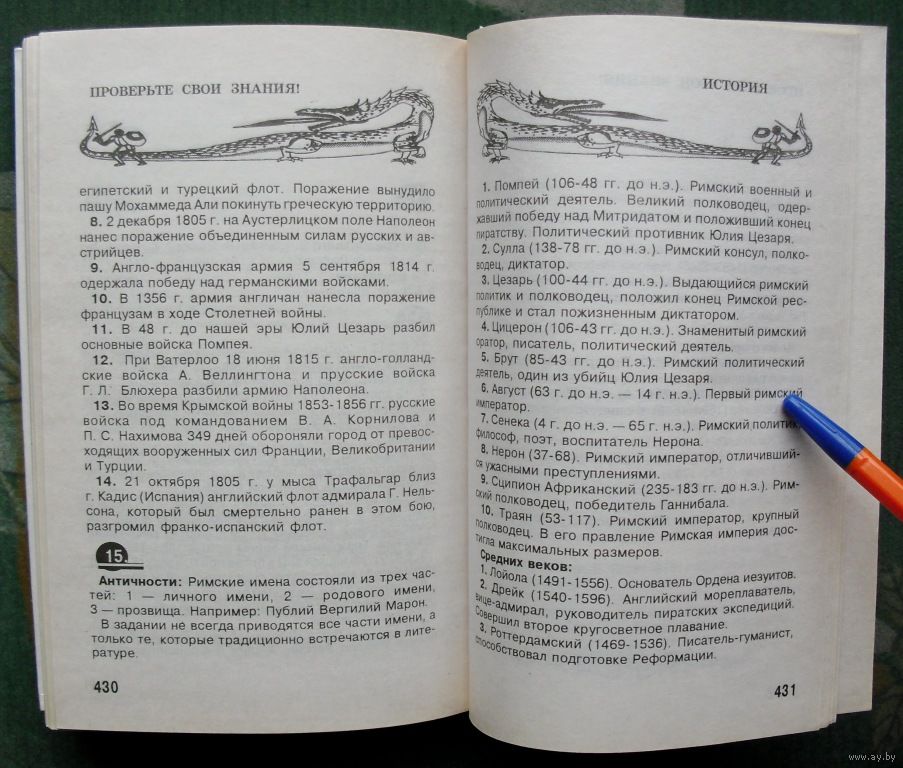 ПРОВЕРЬТЕ СВОИ ЗНАНИЯ!
египетский и турецкий флот. Поражение вынудило
пашу Мохаммеда Али покинуть греческую территорию.
8. 2 декабря 1805 г. на Аустерлицком поле Наполеон
нанес поражение объединенным силам русских и ав-
стрийцев.
9. Англо-французская армия 5 сентября 1814 г.
одержала победу над германскими войсками.
10. В 1356 г. армия англичан нанесла поражение
французам в ходе Столетней войны.
11. В 48 г. до нашей эры Юлий Цезарь разбил
основные войска Помпея.
12. При Ватерлоо 18 июня 1815 г. англо-голланд-
ские войска А. Веллингтона и прусские войска
Г. Л. Блюхера разбили армию Наполеона.
13. Во время Крымской войны 1853-1856 гг. русские
войска под командованием В. А. Корнилова и
П. С. Нахимова 349 дней обороняли город от превос-
ходящих вооруженных сил Франции, Великобритании
и Турции.
14. 21 октября 1805 г. у мыса Трафальгар близ
г. Кадис (Испания) английский флот адмирала Г. Нель-
сона, который был смертельно ранен в этом бою,
разгромил франко-испанский флот.
15.
Античности: Римские имена состояли из трех час-
тей: 1 — личного имени, 2 — родового имени,
3 — прозвища. Например: Публий Вергилий Марон.
В задании не всегда приводятся все части имени, а
только те, которые традиционно встречаются в лите-
ратуре.
430
ИСТОРИЯ
1. Помпей (106-48 гг. до н.э.). Римский военный и
политический деятель. Великий полководец, одер-
жавший победу над Митридатом и положивший конец
пиратству. Политический противник Юлия Цезаря.
2. Сулла (138-78 гг. до н.э.). Римский консул, полко-
водец, диктатор.
3. Цезарь (100-44 гг. до н.э.). Выдающийся римский
политик и полководец, положил конец Римской рес-
публике и стал пожизненным диктатором.
4. Цицерон (106-43 гг. до н.э.). Знаменитый римский
оратор, писатель, политический деятель.
5. Брут (85-43 гг. до н.э.). Римский политический
деятель, один из убийц Юлия Цезаря.
6. Август (63 г. до н.э. — 14 г. н.э.). Первый римский
император.
7. Сенека (4 г. до н.э. — 65 г. н.э.). Римский политик,
философ, поэт, воспитатель Нерона.
8. Нерон (37-68). Римский император, отличивший-
ся ужасными преступлениями.
9. Сципион Африканский (235-183 гг. до н.э.). Рим-
ский полководец, победитель Ганнибала.
10. Траян (53-117). Римский император, крупный
полководец. В его правление Римская империя дос-
тигла максимальных размеров.
Средних веков:
1. Лойола (1491-1556). Основатель Ордена иезуитов.
2. Дрейк (1540-1596). Английский мореплаватель,
вице-адмирал, руководитель пиратских экспедиций.
Совершил второе кругосветное плавание.
3. Роттердамский (1469-1536). Писатель-гуманист,
способствовал подготовке Реформации.
431
www.ay.by